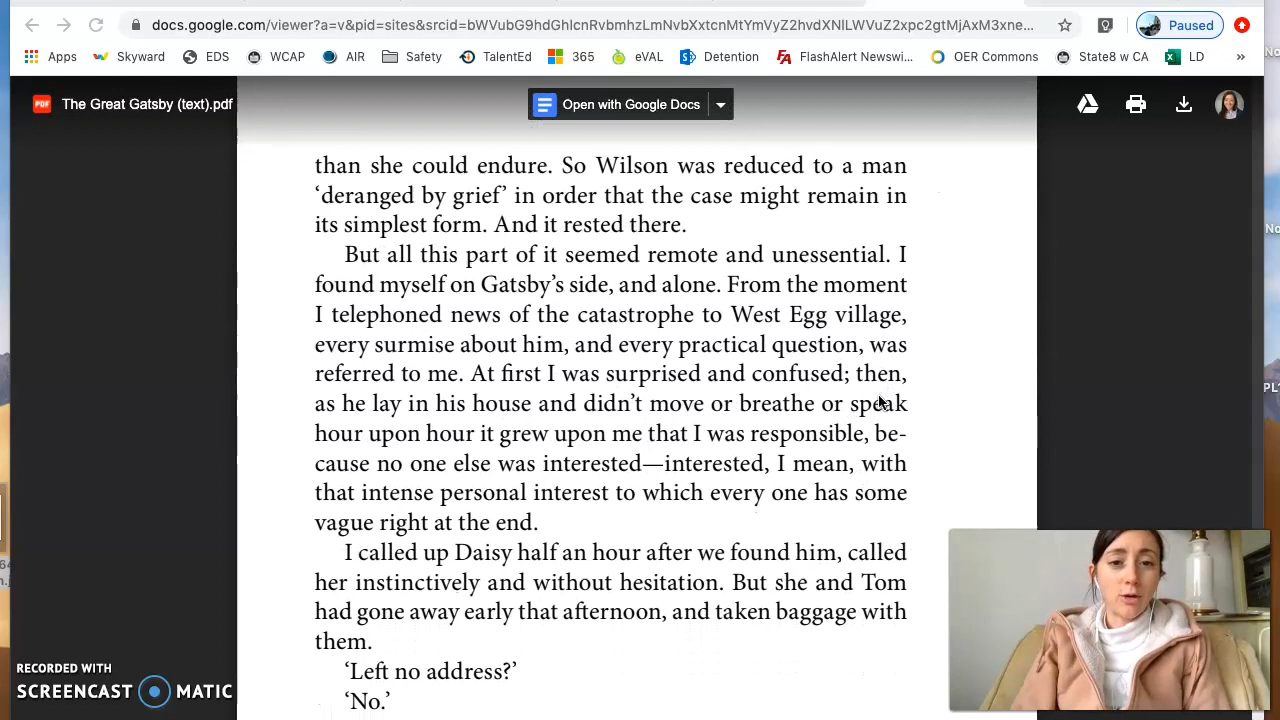 docs.google.com/viewer?a=v&pid=sites&srcid=bWVubG9hdGhlcnRvbmhzLmNvbXxtcnMtYmVyZ2hvdXNlLWVuZ2xpc2gtMjAxM3xne...
Paused
Apps
Skyward
EDS
WCAP
AIR
Safety
TalentEd
365
eVAL
Detention
FlashAlert Newswi...
OER Commons
State8 w CA
LD
»
PDF
The Great Gatsby (text).pdf
Open with Google Docs
than she could endure. So Wilson was reduced to a man
‘deranged by grief’ in order that the case might remain in
its simplest form. And it rested there.
But all this part of it seemed remote and unessential. I
found myself on Gatsby’s side, and alone. From the moment
I telephoned news of the catastrophe to West Egg village,
every surmise about him, and every practical question, was
referred to me. At first I was surprised and confused; then,
as he lay in his house and didn’t move or breathe or speak
hour upon hour it grew upon me that I was responsible, be-
cause no one else was interested—interested, I mean, with
that intense personal interest to which every one has some
vague right at the end.
I called up Daisy half an hour after we found him, called
her instinctively and without hesitation. But she and Tom
had gone away early that afternoon, and taken baggage with
them.
‘Left no address?’
‘No.’
RECORDED WITH
SCREENCAST MATIC